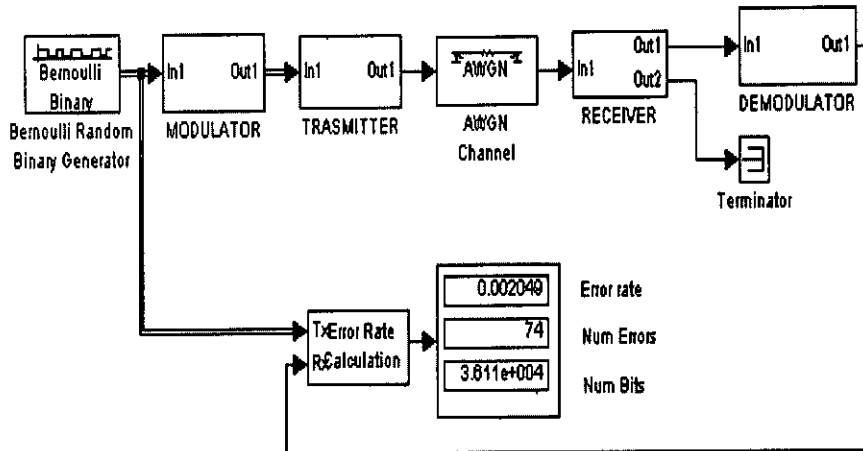 Bernoulli
Binary
Bernoulli Random
Binary Generator
In1 Out1
MODULATOR
In1 Out1
TRASMITTER
AWGN
AWGN
Channel
In1 Out1
Out2
RECEIVER
In1 Out1
DEMODULATOR
Terminator
Tx Error Rate
Rx Calculation
0.002049 Error rate
74 Num Errors
3.611e+004 Num Bits